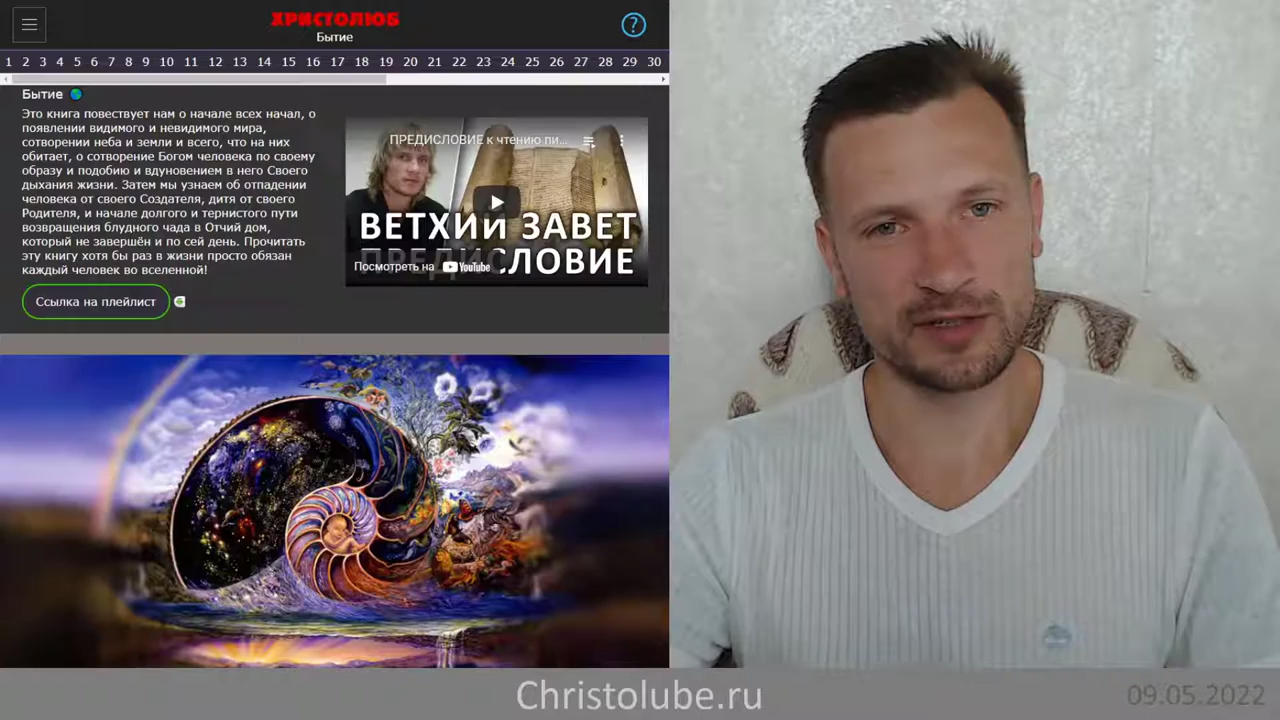 ХРИСТОЛЮБ
Бытие
?
1 2 3 4 5 6 7 8 9 10 11 12 13 14 15 16 17 18 19 20 21 22 23 24 25 26 27 28 29 30
Бытие
Это книга повествует нам о начале всех начал, о
появлении видимого и невидимого мира,
сотворении неба и земли и всего, что на них
обитает, о сотворение Богом человека по своему
образу и подобию и вдуновением в него Своего
дыхания жизни. Затем мы узнаем об отпадении
человека от своего Создателя, дитя от своего
Родителя, и начале долгого и тернистого пути
возвращения блудного чада в Отчий дом,
который не завершён и по сей день. Прочитать
эту книгу хотя бы раз в жизни просто обязан
каждый человек во вселенной!
Ссылка на плейлист
ПРЕДИСЛОВИЕ к чтению пи...
ВЕТХИЙ ЗАВЕТ
ПРЕДИСЛОВИЕ
Посмотреть на YouTube
Christolube.ru
09.05.2022